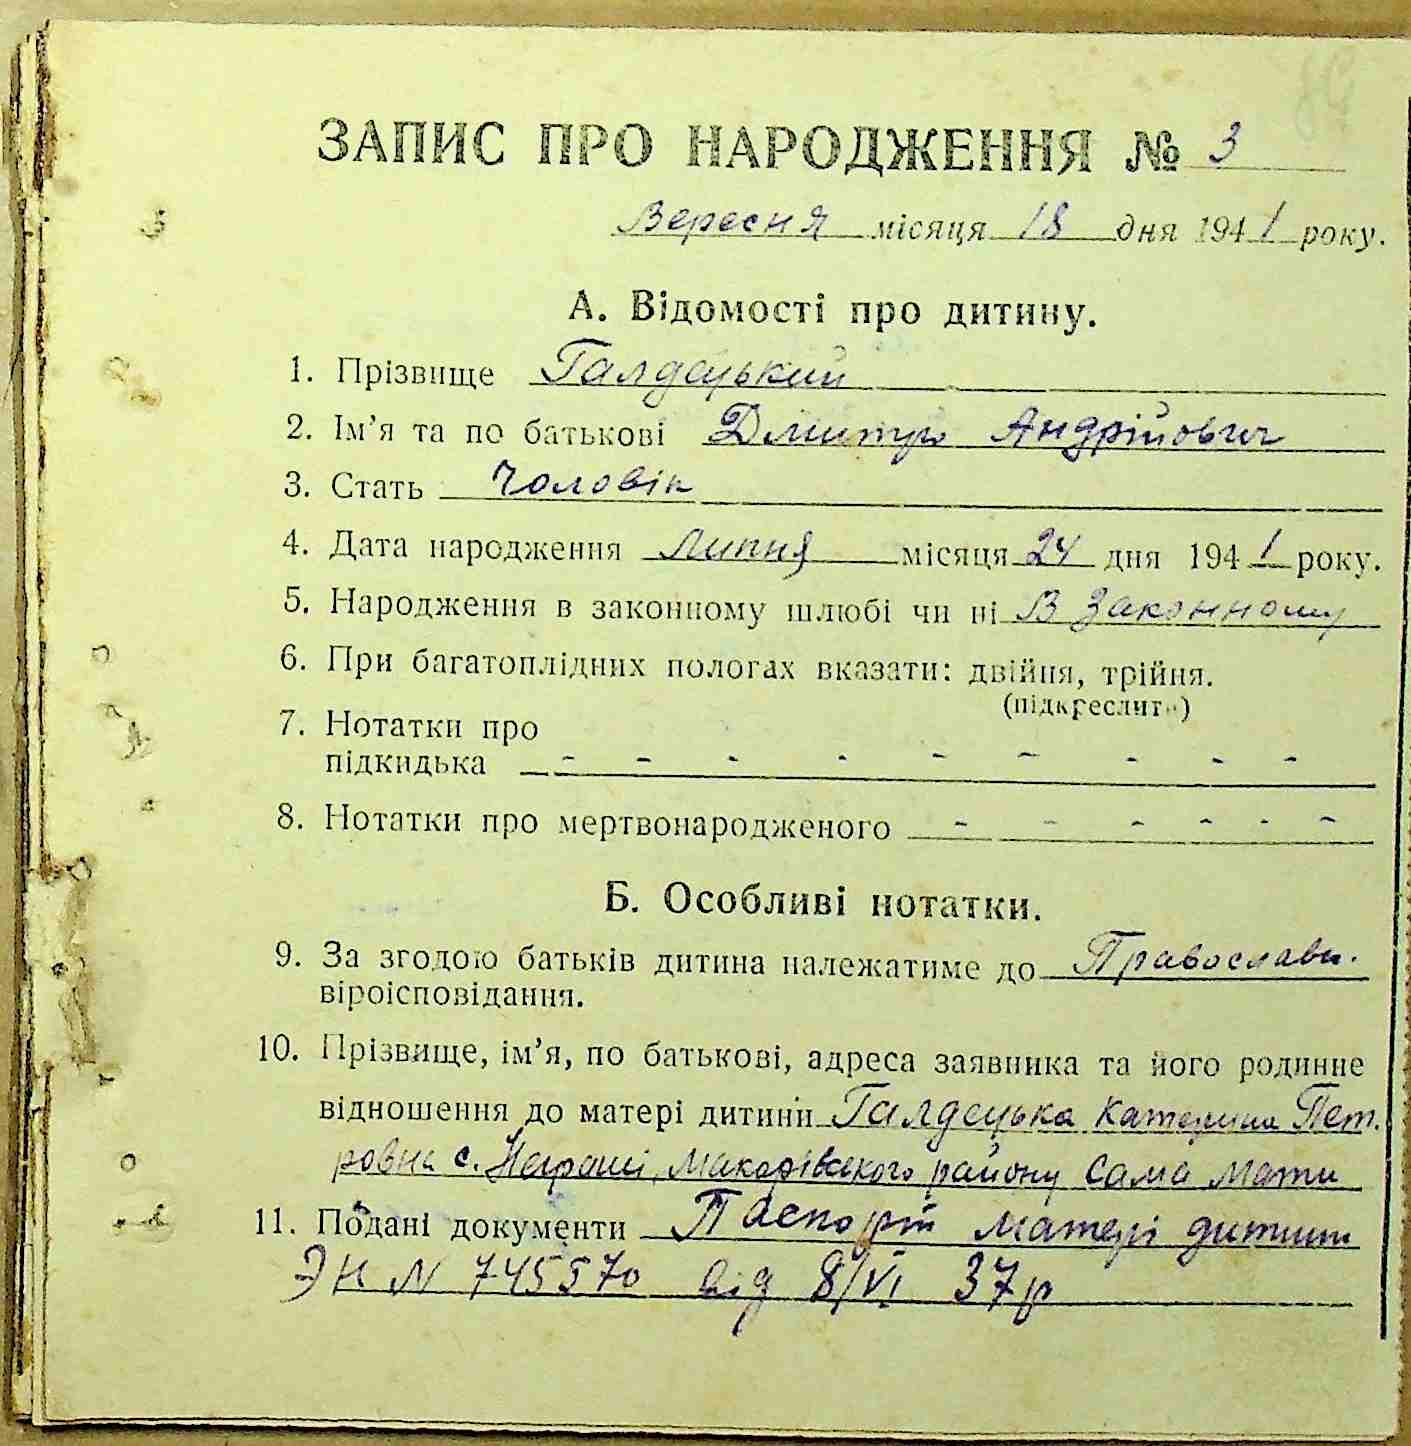 ЗАПИС ПРО НАРОДЖЕННЯ № 3
Вересня місяця 18 дня 1941 року.
А. Відомості про дитину.
1. Прізвище Галдецький
2. Ім’я та по батькові Дмитро Андрійович
3. Стать Чоловік
4. Дата народження Липня місяця 24 дня 1941 року.
5. Народження в законному шлюбі чи ні В Законному
6. При багатоплідних пологах вказати: двійня, трійня.
(підкреслити)
7. Нотатки про
підкидька - - - - - - - - -
8. Нотатки про мертвонародженого - - - - - -
Б. Особливі нотатки.
9. За згодою батьків дитина належатиме до Православн.
віроісповідання.
10. Прізвище, ім’я, по батькові, адреса заявника та його родинне
відношення до матері дитини Галдецька Катерина Пет.
ровна с. Макарівского району Сама Мати
11. Подані документи Паспорт матері дитини
ЭН N 745570 від 8/VI 37р